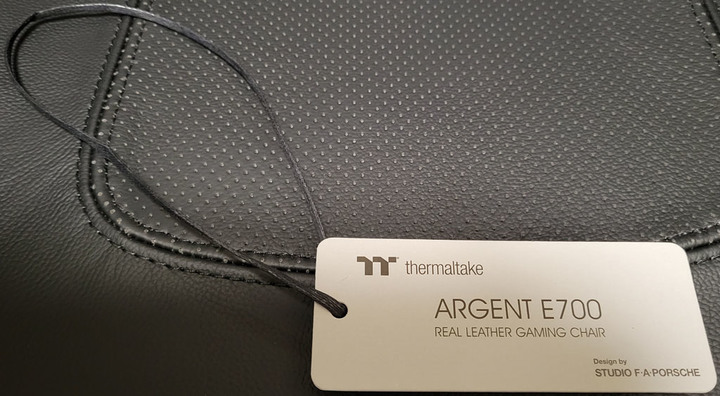 thermaltake
ARGENT E700
REAL LEATHER GAMING CHAIR
Design by
STUDIO F·A·PORSCHE